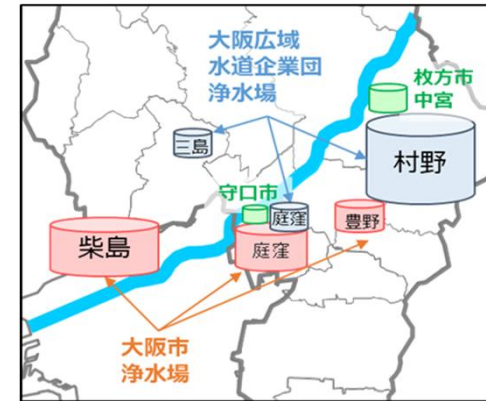 大阪広域
水道企業団
浄水場
枚方市
中宮
三島
村野
守口市
庭窪
豊野
柴島
庭窪
大阪市
浄水場